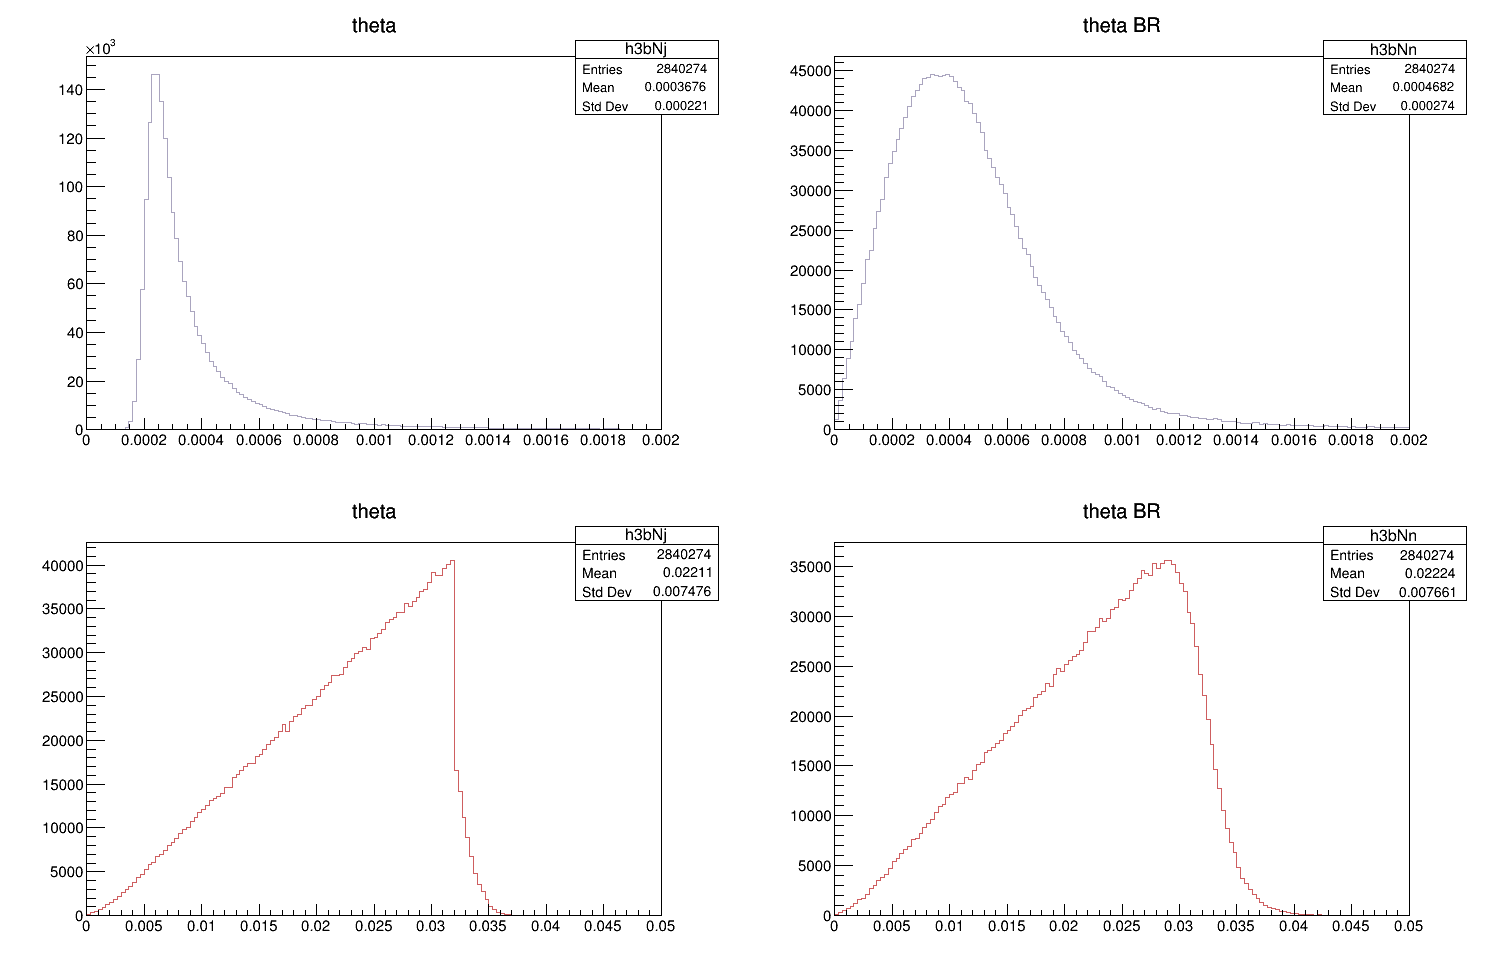 theta
×10³
h3bNj
Entries 2840274
Mean 0.0003676
Std Dev 0.000221
140
120
100
80
60
40
20
0
0 0.0002 0.0004 0.0006 0.0008 0.001 0.0012 0.0014 0.0016 0.0018 0.002
theta BR
h3bNn
Entries 2840274
Mean 0.0004682
Std Dev 0.000274
45000
40000
35000
30000
25000
20000
15000
10000
5000
0
0 0.0002 0.0004 0.0006 0.0008 0.001 0.0012 0.0014 0.0016 0.0018 0.002
theta
h3bNj
Entries 2840274
Mean 0.02211
Std Dev 0.007476
40000
35000
30000
25000
20000
15000
10000
5000
0
0 0.005 0.01 0.015 0.02 0.025 0.03 0.035 0.04 0.045 0.05
theta BR
h3bNn
Entries 2840274
Mean 0.02224
Std Dev 0.007661
35000
30000
25000
20000
15000
10000
5000
0
0 0.005 0.01 0.015 0.02 0.025 0.03 0.035 0.04 0.045 0.05